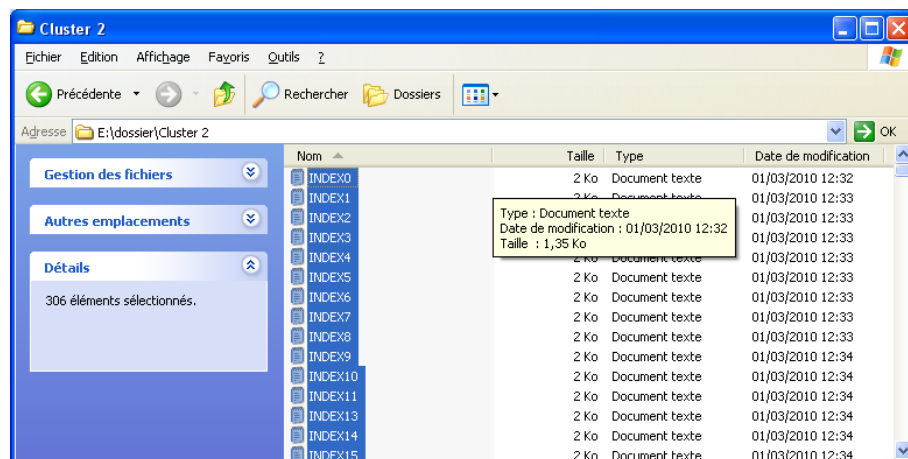 Cluster 2
Fichier Edition Affichage Favoris Outils ?
Précédente Rechercher Dossiers
Adresse E:\dossier\Cluster 2 OK
Nom Taille Type Date de modification
Gestion des fichiers
Autres emplacements
Détails
306 éléments sélectionnés.
INDEX0 2 Ko Document texte 01/03/2010 12:32
INDEX1 2 Ko Document texte 01/03/2010 12:33
INDEX2 01/03/2010 12:33
INDEX3 01/03/2010 12:33
INDEX4 2 Ko Document texte 01/03/2010 12:33
INDEX5 2 Ko Document texte 01/03/2010 12:33
INDEX6 2 Ko Document texte 01/03/2010 12:33
INDEX7 2 Ko Document texte 01/03/2010 12:33
INDEX8 2 Ko Document texte 01/03/2010 12:33
INDEX9 2 Ko Document texte 01/03/2010 12:34
INDEX10 2 Ko Document texte 01/03/2010 12:34
INDEX11 2 Ko Document texte 01/03/2010 12:34
INDEX13 2 Ko Document texte 01/03/2010 12:34
INDEX14 2 Ko Document texte 01/03/2010 12:34
INDEX15 2 Ko Document texte 01/03/2010 12:34
Type : Document texte
Date de modification : 01/03/2010 12:32
Taille : 1,35 Ko